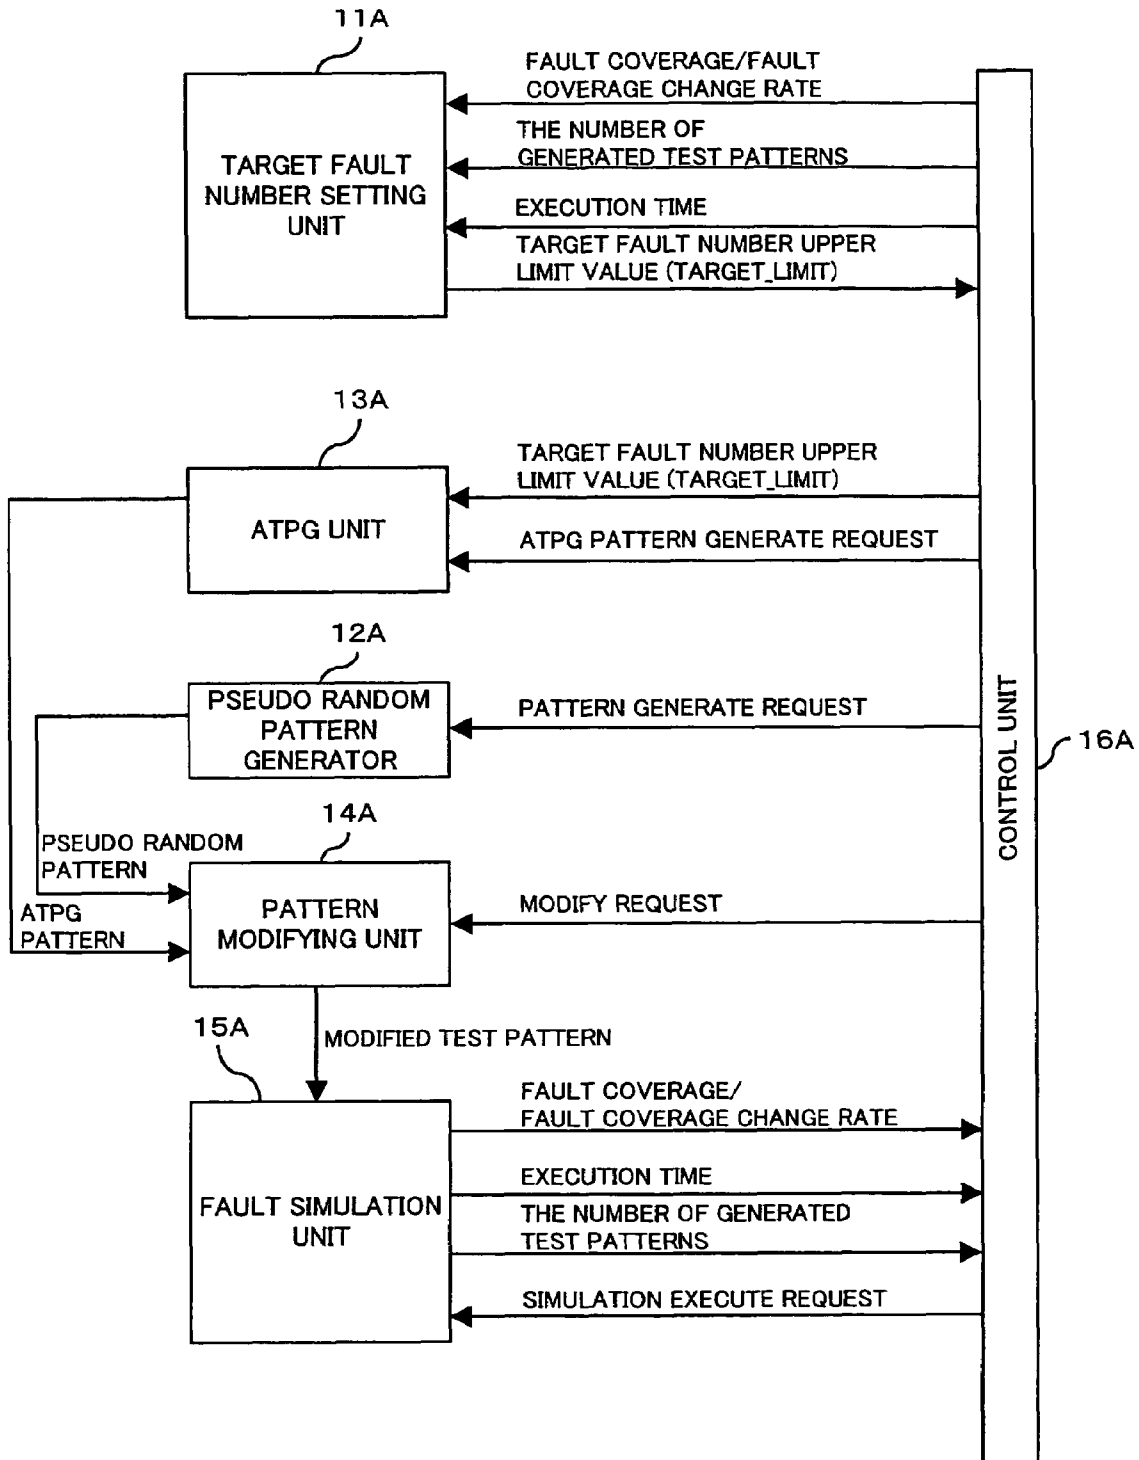 11A
FAULT COVERAGE/FAULT
COVERAGE CHANGE RATE
THE NUMBER OF
GENERATED TEST PATTERNS
TARGET FAULT
NUMBER SETTING
UNIT
EXECUTION TIME
TARGET FAULT NUMBER UPPER
LIMIT VALUE (TARGET_LIMIT)
13A
TARGET FAULT NUMBER UPPER
LIMIT VALUE (TARGET_LIMIT)
ATPG UNIT
ATPG PATTERN GENERATE REQUEST
12A
PSEUDO RANDOM
PATTERN
GENERATOR
PATTERN GENERATE REQUEST
CONTROL UNIT
16A
14A
PSEUDO RANDOM
PATTERN
ATPG
PATTERN
PATTERN
MODIFYING UNIT
MODIFY REQUEST
15A
MODIFIED TEST PATTERN
FAULT COVERAGE/
FAULT COVERAGE CHANGE RATE
FAULT SIMULATION
UNIT
EXECUTION TIME
THE NUMBER OF GENERATED
TEST PATTERNS
SIMULATION EXECUTE REQUEST